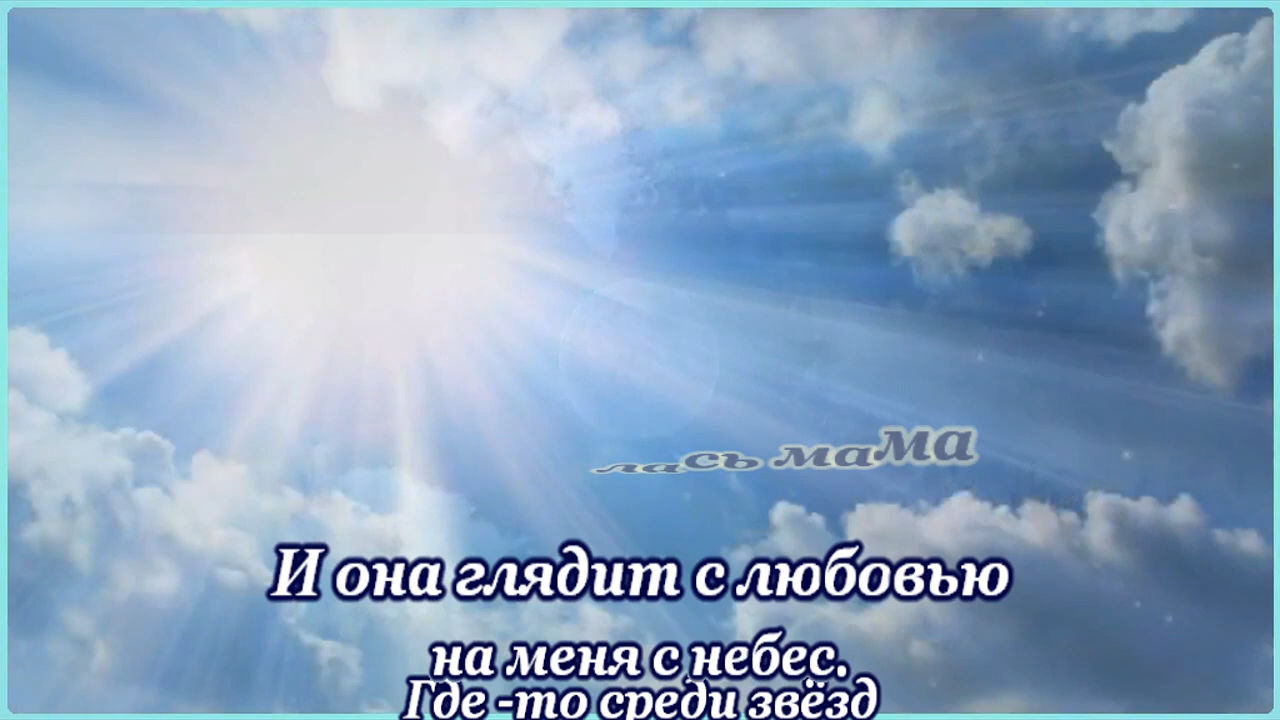 лась мама
И она глядит с любовью
на меня с небес.
Где -то среди звёзд